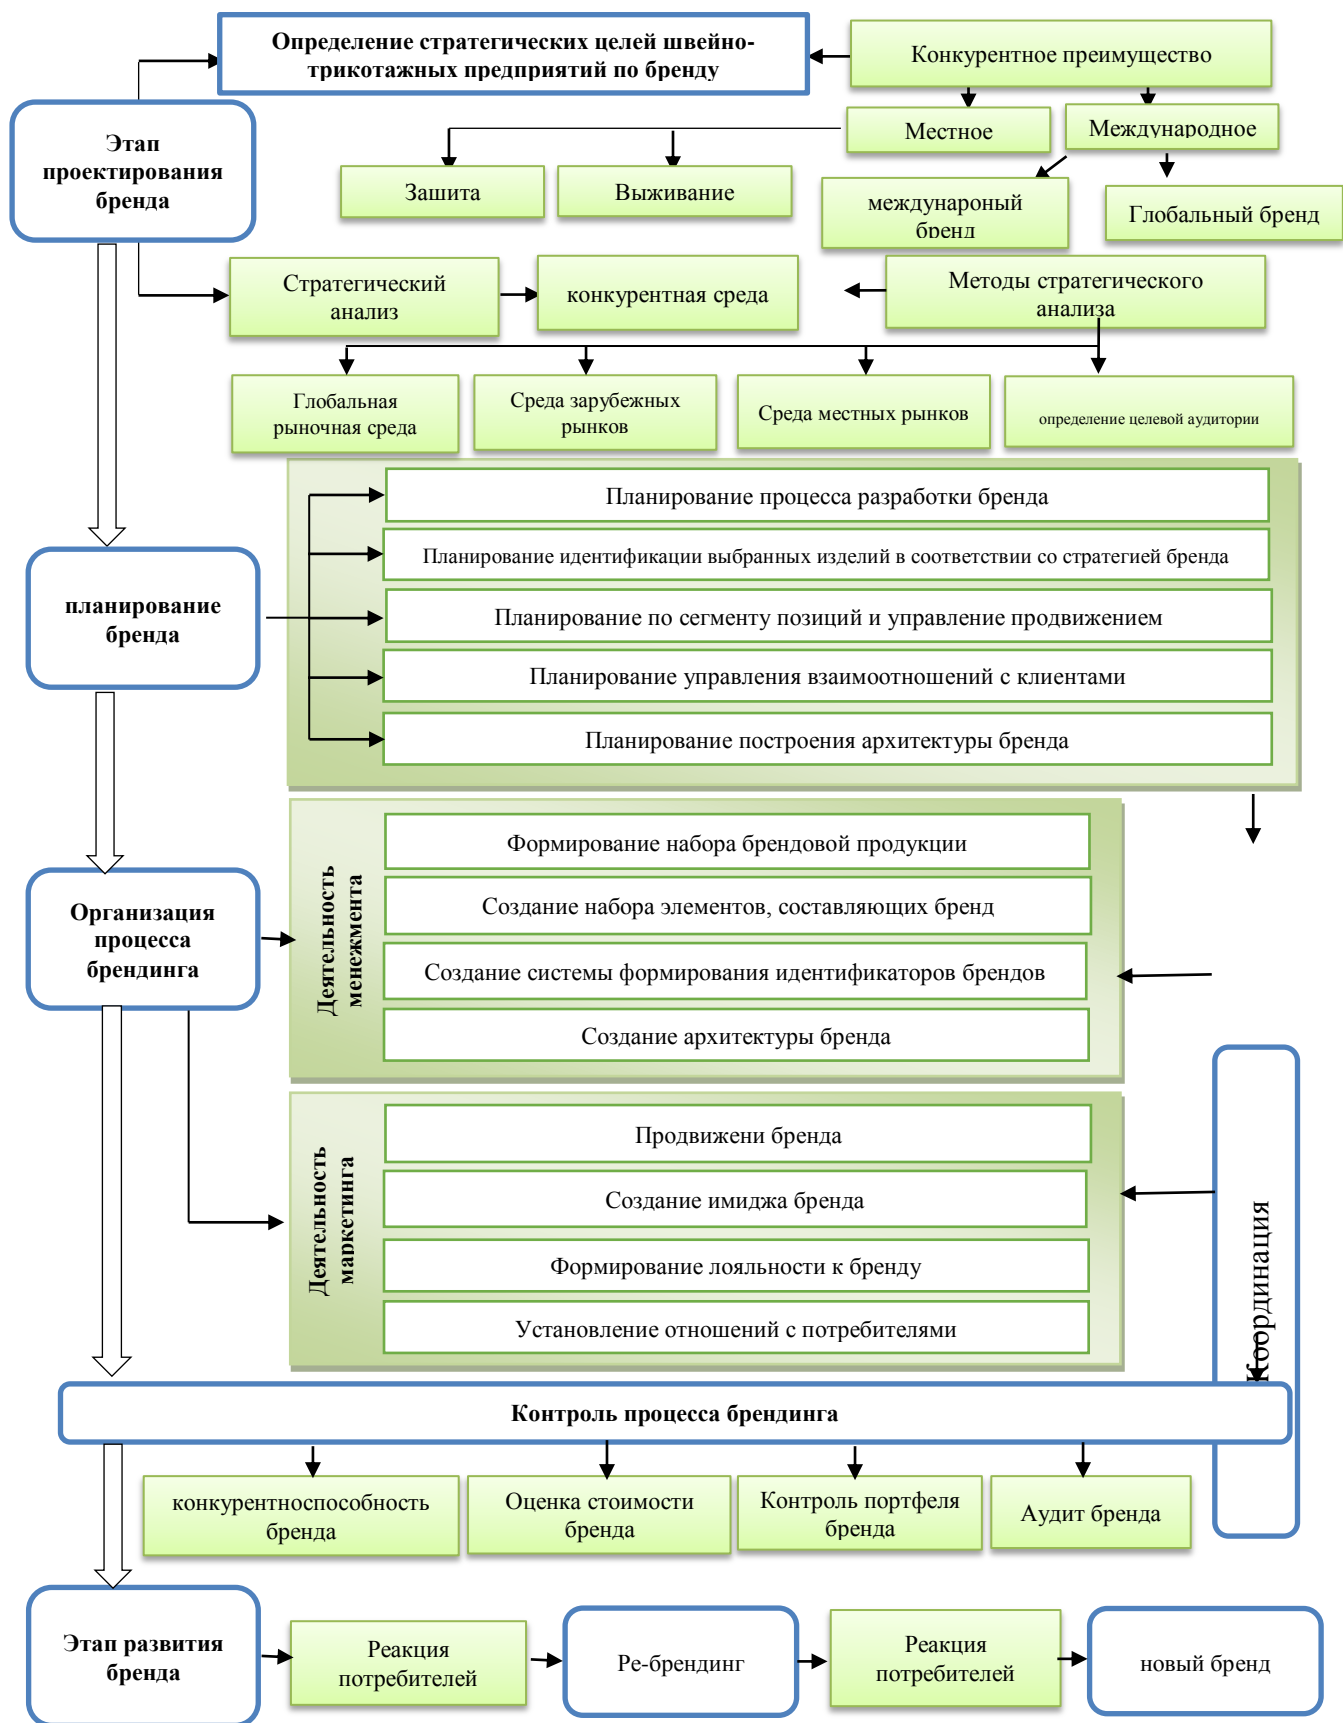 Определение стратегических целей швейно-
трикотажных предприятий по бренду
Конкурентное преимущество
Этап
проектирования
бренда
Местное
Международное
Зашита
Выживание
междунароный
бренд
Глобальный бренд
Стратегический
анализ
конкурентная среда
Методы стратегического
анализа
Глобальная
рыночная среда
Среда зарубежных
рынков
Среда местных рынков
определение целевой аудитории
планирование
бренда
Планирование процесса разработки бренда
Планирование идентификации выбранных изделий в соответствии со стратегией бренда
Планирование по сегменту позиций и управление продвижением
Планирование управления взаимоотношений с клиентами
Планирование построения архитектуры бренда
Организация
процесса
брендинга
Деятельность
менежмента
Формирование набора брендовой продукции
Создание набора элементов, составляющих бренд
Создание системы формирования идентификаторов брендов
Создание архитектуры бренда
Деятельность
маркетинга
Продвижени бренда
Создание имиджа бренда
Формирование лояльности к бренду
Установление отношений с потребителями
Координация
Контроль процесса брендинга
конкурентноспособность
бренда
Оценка стоимости
бренда
Контроль портфеля
бренда
Аудит бренда
Этап развития
бренда
Реакция
потребителей
Ре-брендинг
Реакция
потребителей
новый бренд